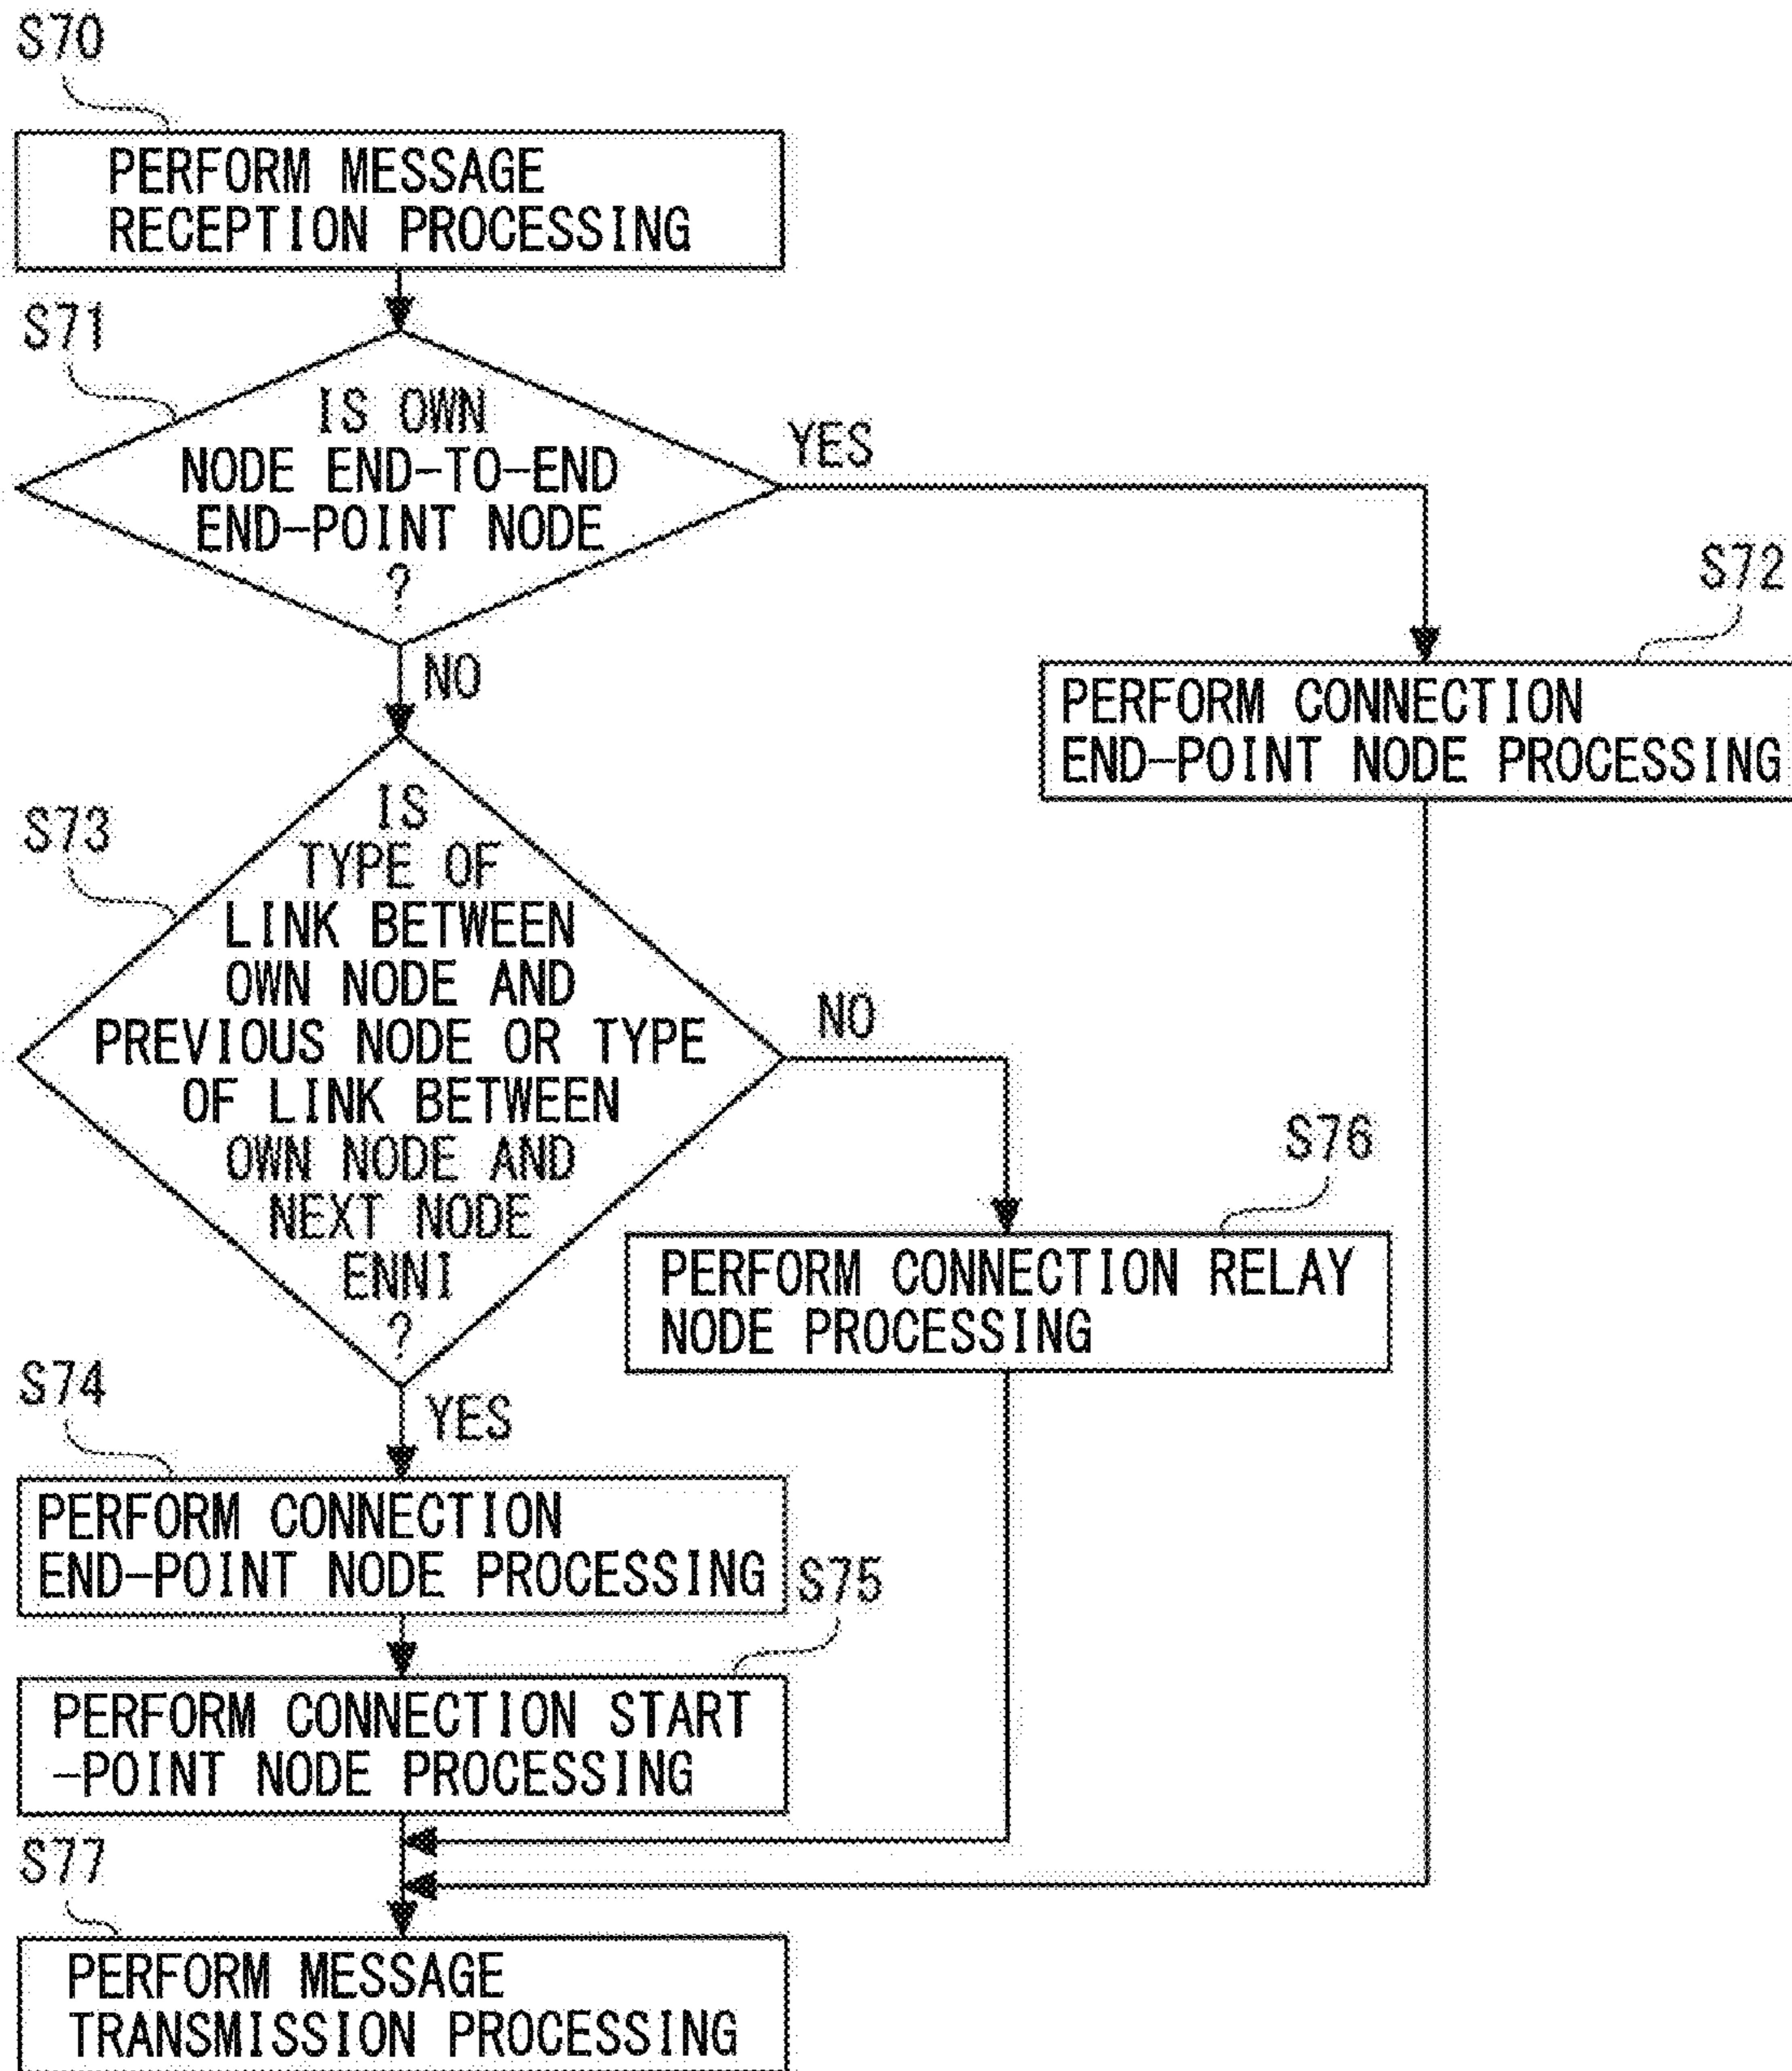 S70
PERFORM MESSAGE
RECEPTION PROCESSING
S71
IS OWN
NODE END-TO-END
END-POINT NODE
?
YES
NO
S72
PERFORM CONNECTION
END-POINT NODE PROCESSING
S73
IS
TYPE OF
LINK BETWEEN
OWN NODE AND
PREVIOUS NODE OR TYPE
OF LINK BETWEEN
OWN NODE AND
NEXT NODE
ENNI
?
NO
YES
S76
PERFORM CONNECTION RELAY
NODE PROCESSING
S74
PERFORM CONNECTION
END-POINT NODE PROCESSING
S75
PERFORM CONNECTION START
-POINT NODE PROCESSING
S77
PERFORM MESSAGE
TRANSMISSION PROCESSING